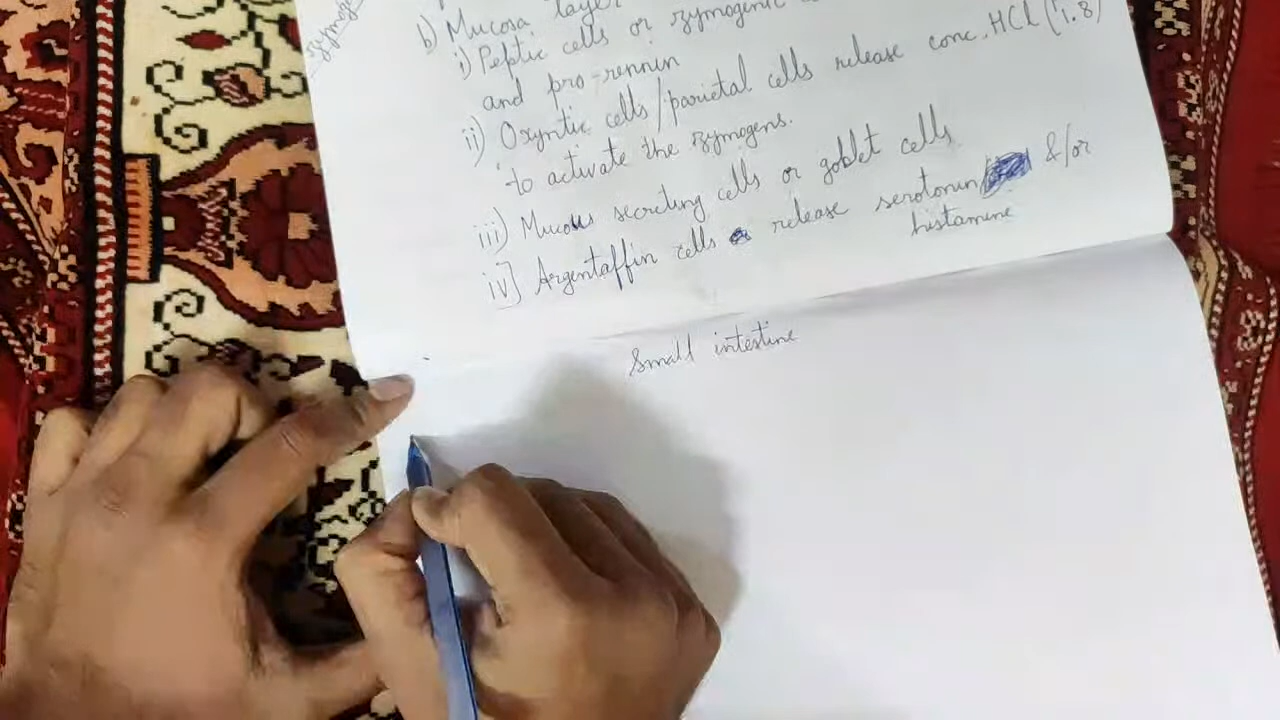 zymoge
b) Mucosa layer
i) Peptic cells or zymogenic
and pro-rennin
ii) Oxyntic cells/parietal cells release conc. HCl (1.8)
to activate the zymogens.
iii) Mucous secreting cells or goblet cells.
iv) Argentaffin cells release serotonin &/or
histamine
Small intestine